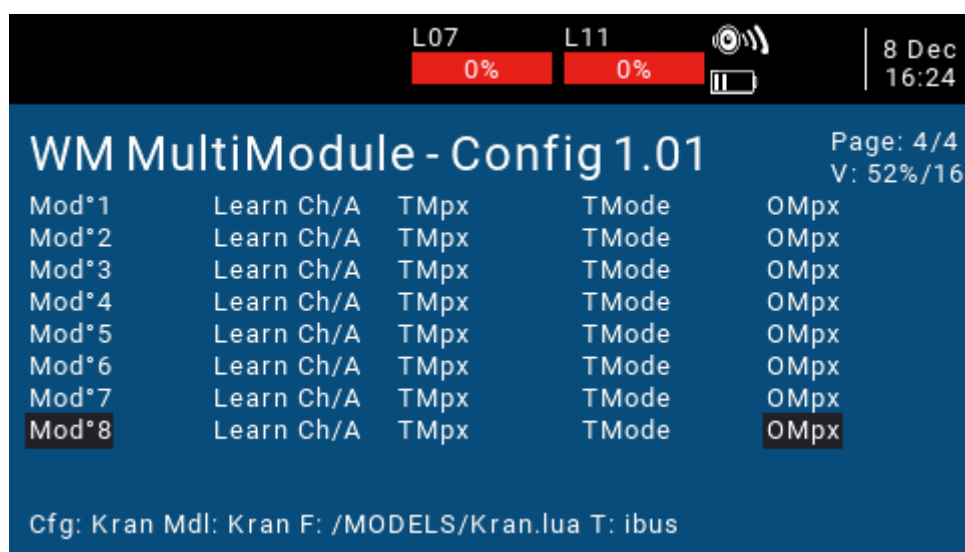 L07 L11
0% 0%
8 Dec
16:24
WM MultiModule - Config 1.01
Page: 4/4
V: 52%/16
Mod°1 Learn Ch/A TMpx TMode OMpx
Mod°2 Learn Ch/A TMpx TMode OMpx
Mod°3 Learn Ch/A TMpx TMode OMpx
Mod°4 Learn Ch/A TMpx TMode OMpx
Mod°5 Learn Ch/A TMpx TMode OMpx
Mod°6 Learn Ch/A TMpx TMode OMpx
Mod°7 Learn Ch/A TMpx TMode OMpx
Mod°8 Learn Ch/A TMpx TMode OMpx
Cfg: Kran Mdl: Kran F: /MODELS/Kran.lua T: ibus